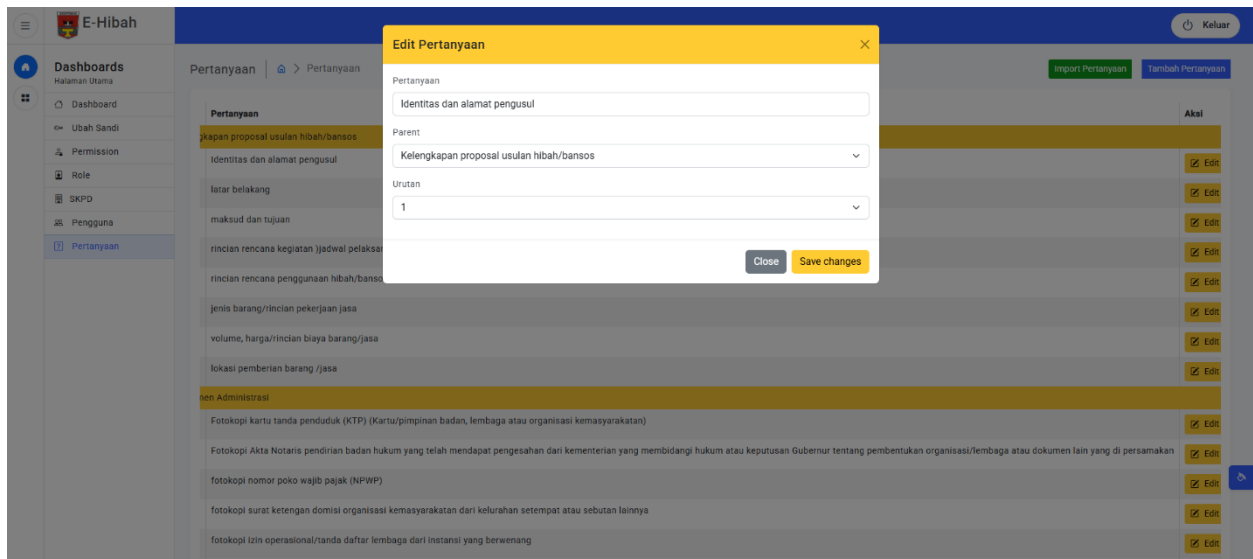 E-Hibah
Keluar
Dashboards
Halaman Utama
Dashboard
Ubah Sandi
Permission
Role
SKPD
Pengguna
Pertanyaan
Pertanyaan
> Pertanyaan
Import Pertanyaan
Tambah Pertanyaan
Edit Pertanyaan
Pertanyaan
Identitas dan alamat pengusul
Parent
Kelengkapan proposal usulan hibah/bansos
Urutan
1
Close
Save changes
Pertanyaan
Aksi
gkapan proposal usulan hibah/bansos
Identitas dan alamat pengusul
Edit
latar belakang
Edit
maksud dan tujuan
Edit
rincian rencana kegiatan )jadwal pelaksan
Edit
rincian rencana penggunaan hibah/banso
Edit
jenis barang/rincian pekerjaan jasa
Edit
volume, harga/rincian biaya barang/jasa
Edit
lokasi pemberian barang /jasa
Edit
nen Administrasi
Fotokopi kartu tanda penduduk (KTP) (Kartu/pimpinan badan, lembaga atau organisasi kemasyarakatan)
Edit
Fotokopi Akta Notaris pendirian badan hukum yang telah mendapat pengesahan dari kementerian yang membidangi hukum atau keputusan Gubernur tentang pembentukan organisasi/lembaga atau dokumen lain yang di persamakan
Edit
fotokopi nomor poko wajib pajak (NPWP)
Edit
fotokopi surat ketengan domisi organisasi kemasyarakatan dari kelurahan setempat atau sebutan lainnya
Edit
fotokopi izin operasional/tanda daftar lembaga dari instansi yang berwenang
Edit